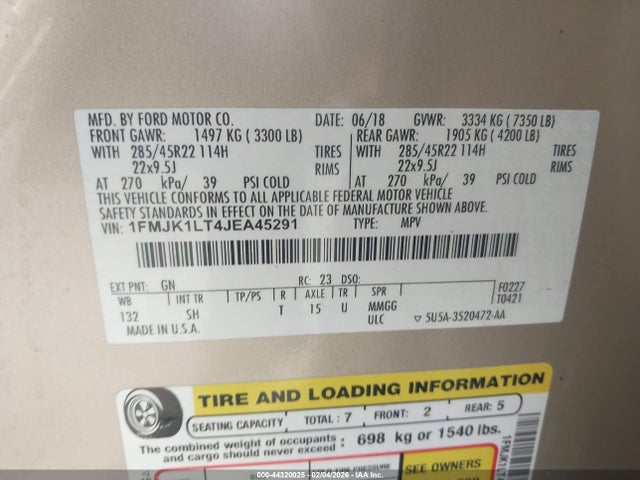 MFD. BY FORD MOTOR CO. DATE: 06/18 GVWR: 3334 KG ( 7350 LB)
FRONT GAWR: 1497 KG ( 3300 LB) REAR GAWR: 1905 KG ( 4200 LB)
WITH 285/45R22 114H TIRES WITH 285/45R22 114H TIRES
22x9.5J RIMS 22x9.5J RIMS
AT 270 kPa/ 39 PSI COLD AT 270 kPa/ 39 PSI COLD
THIS VEHICLE CONFORMS TO ALL APPLICABLE FEDERAL MOTOR VEHICLE
SAFETY STANDARDS IN EFFECT ON THE DATE OF MANUFACTURE SHOWN ABOVE.
VIN: 1FMJK1LT4JEA45291 TYPE: MPV
EXT PNT: GN RC: 23 DSO: F0227
WB INT TR TP/PS R AXLE TR SPR T0421
132 SH T 15 U MMGG
ULC ▽ 5U5A-3520472-AA
MADE IN U.S.A.
TIRE AND LOADING INFORMATION
SEATING CAPACITY TOTAL : 7 FRONT: 2 REAR: 5
The combined weight of occupants and cargo should never exceed : 698 kg or 1540 lbs.
SEE OWNERS
000-44320025 - 02/04/2026 - IAA Inc.